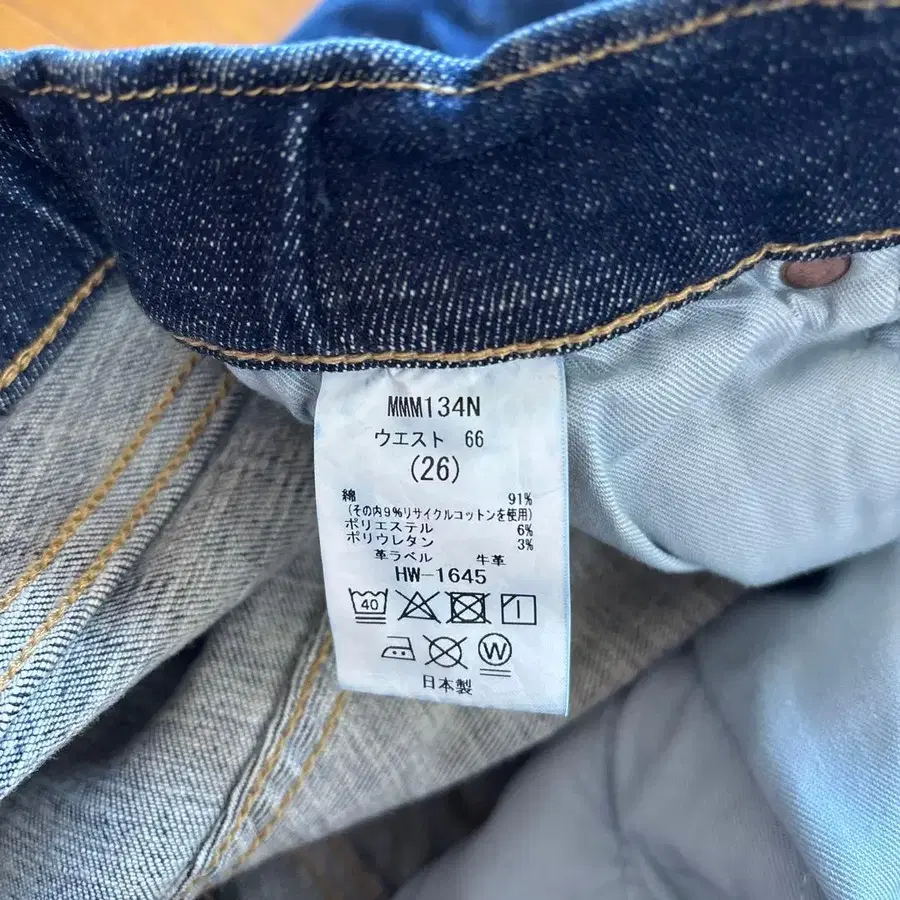 MMM134N
ウエスト 66
(26)
綿 91%
(その内9%リサイクルコットンを使用)
ポリエステル 6%
ポリウレタン 3%
革ラベル 牛革
HW-1645
40
W
日本製